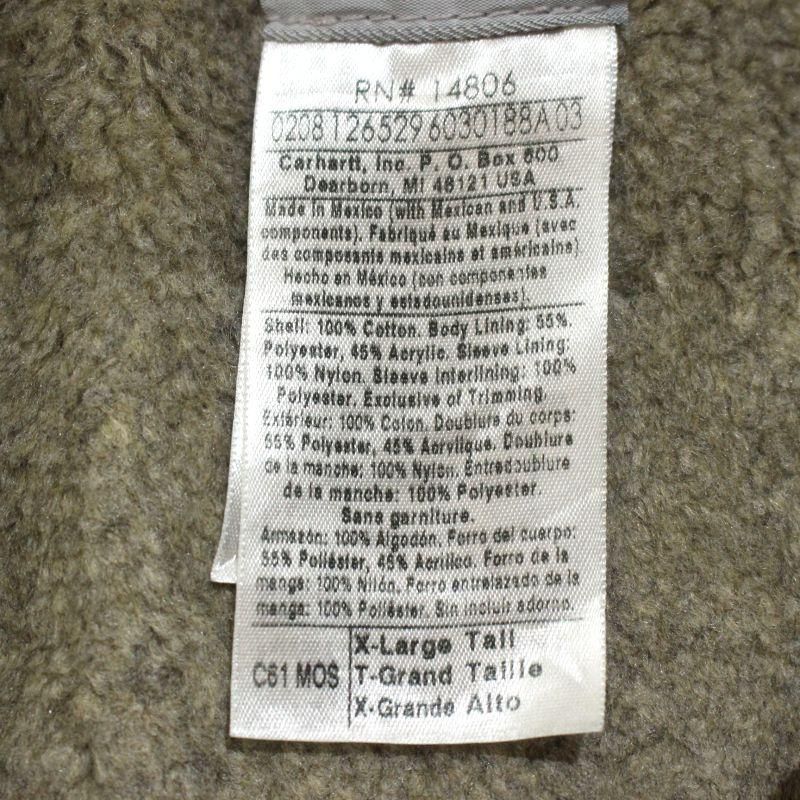 RN# 14806
02081265296030188A03
Carhartt, Inc. P. O. Box 600
Dearborn, MI 48121 USA
Made in Mexico (with Mexican and U.S.A.
components). Fabriqué au Mexique (avec
des composants mexicains et américains)
Hecho en México (con componentes
mexicanos y estadounidenses).
Shell: 100% Cotton. Body Lining: 55%
Polyester, 45% Acrylic. Sleeve Lining:
100% Nylon. Sleeve Interlining: 100%
Polyester. Exclusive of Trimming.
Extérieur: 100% Coton. Doublure du corps:
55% Polyester, 45% Acrylique. Doublure
de la manche: 100% Nylon. Entredoublure
de la manche: 100% Polyester.
Sans garniture.
Armazón: 100% Algodón. Forro del cuerpo:
55% Poliéster, 45% Acrílico. Forro de la
manga: 100% Nilón. Forro entrelazado de la
manga: 100% Poliéster. Sin incluir adorno.
C61 MOS
X-Large Tall
T-Grand Taille
X-Grande Alto